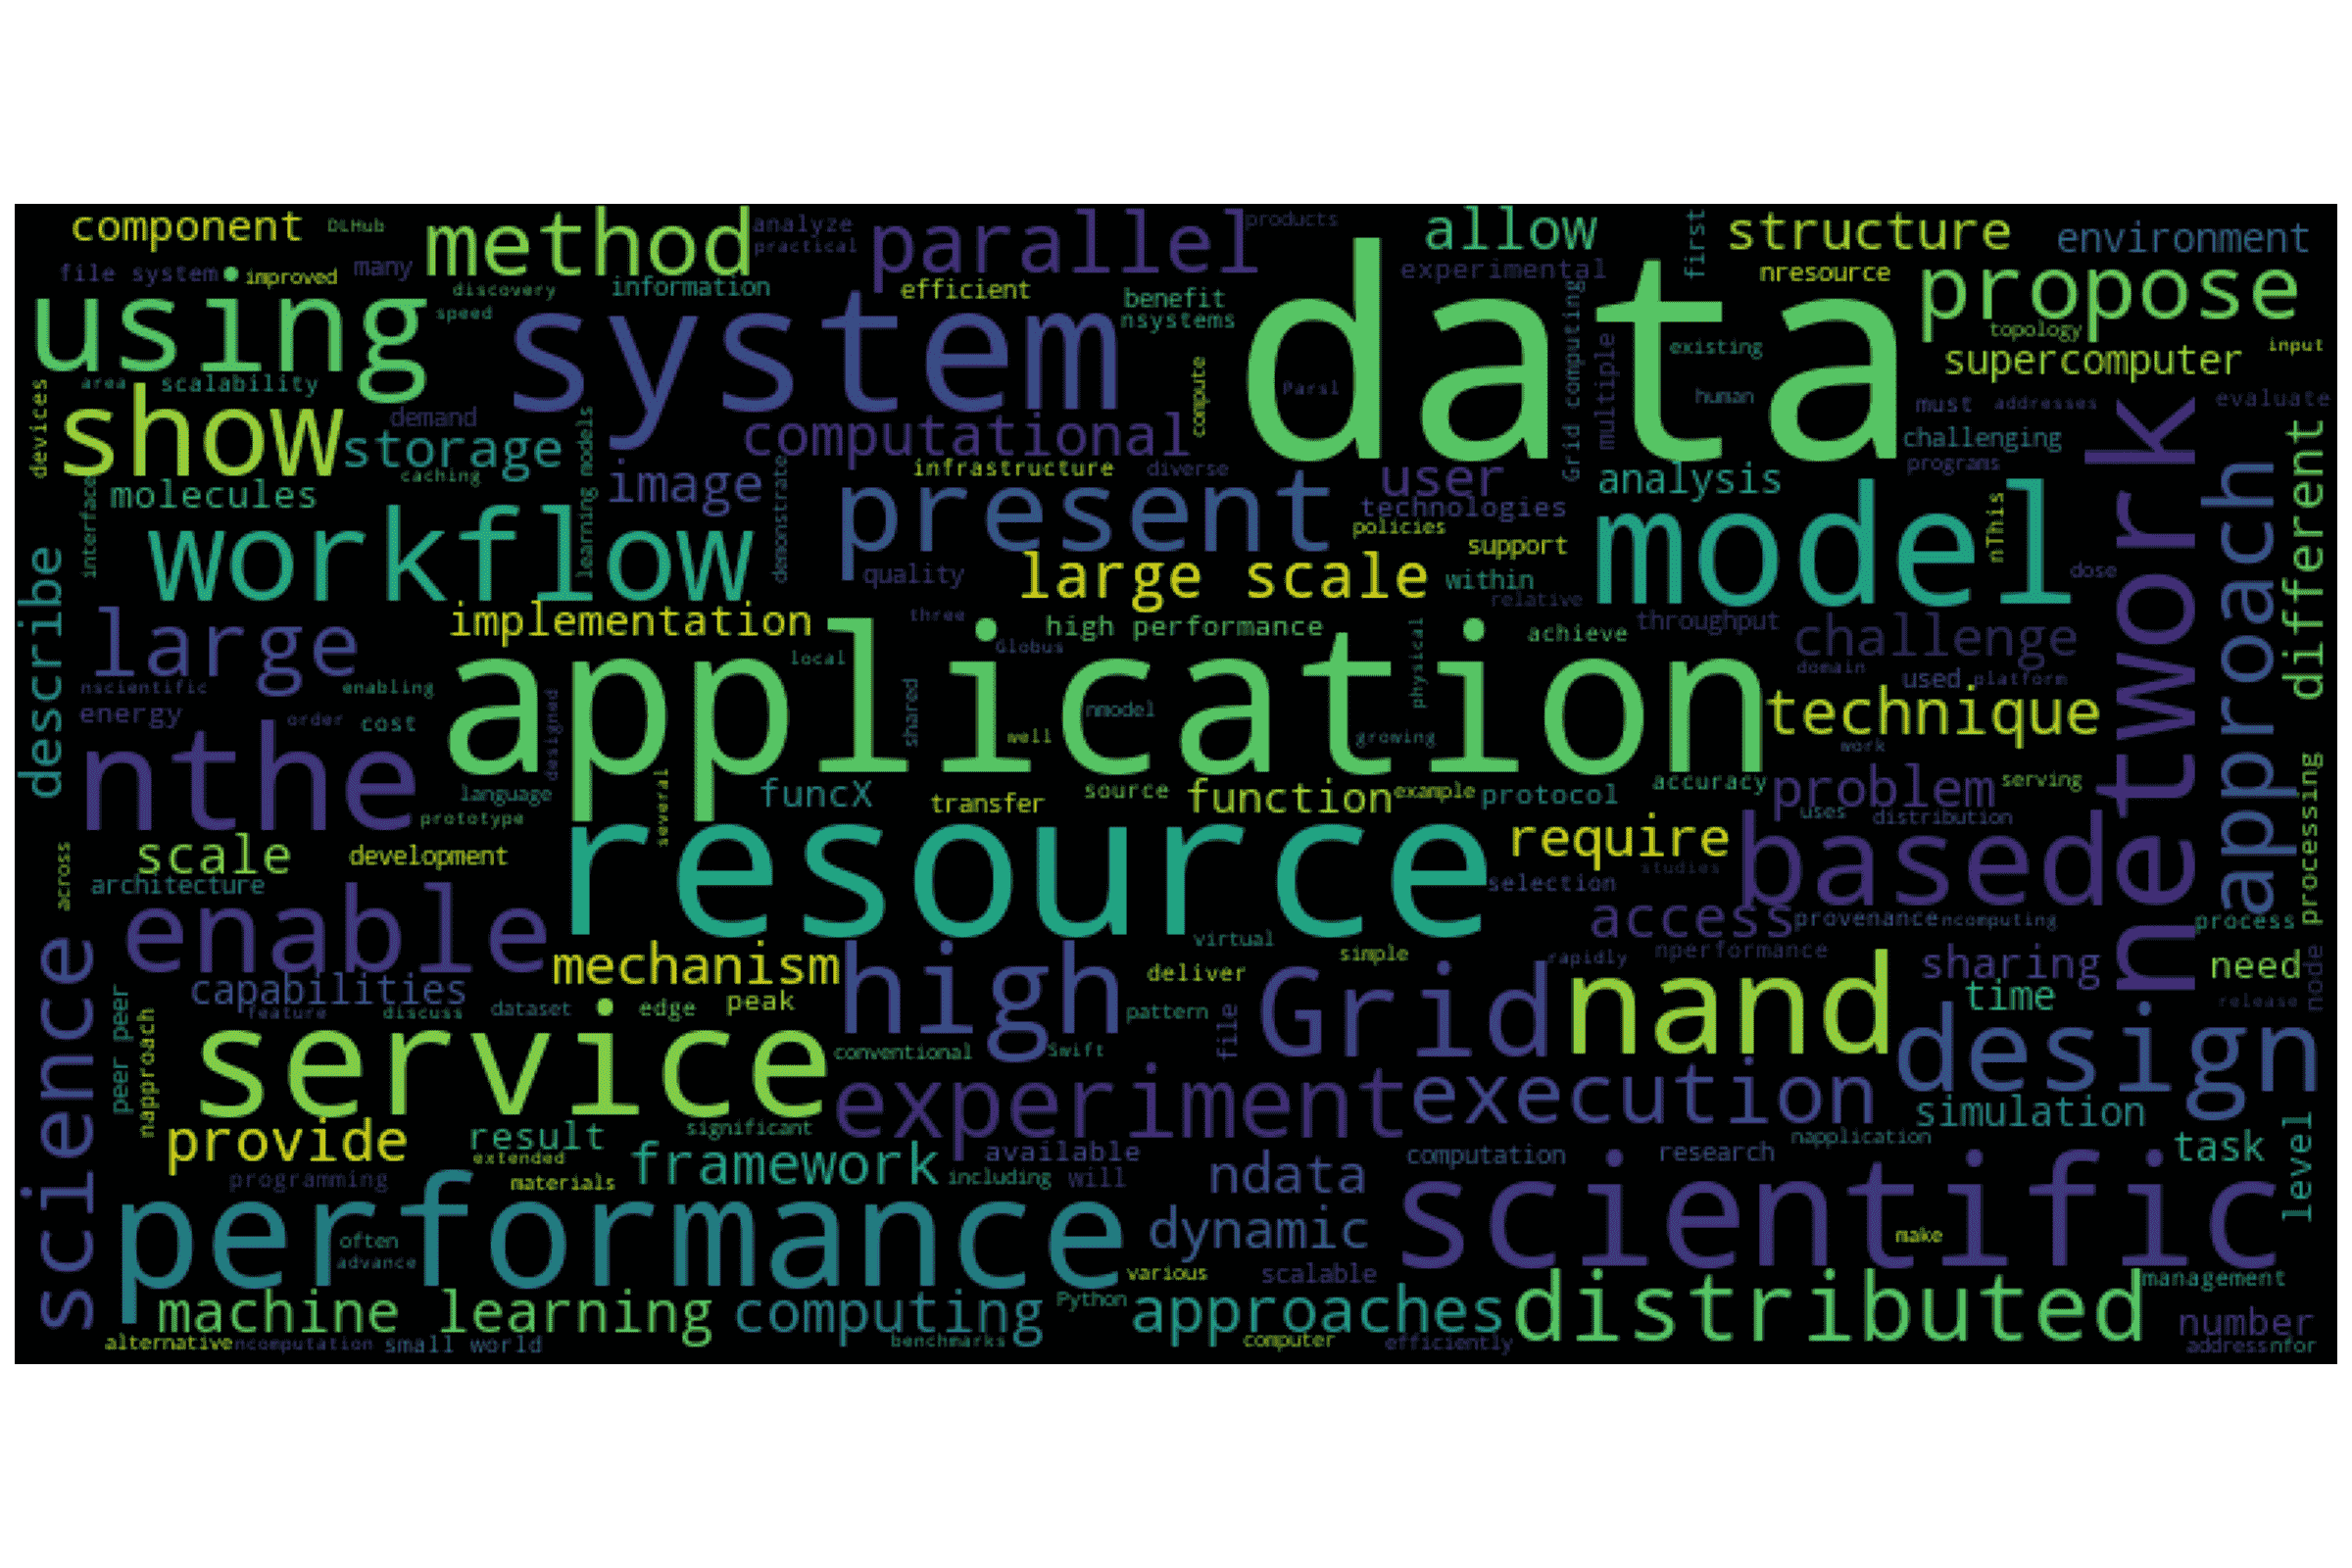 component DLHub method analyze practical parallel products allow structure environment
file system improved many discovery information efficient experimental first nresource propose
using speed system benefit nsystems data Grid computing multiple existing topology
devices area scalability demand computational compute Parsl human supercomputer input
show storage learning models image infrastructure diverse user must addresses evaluate
molecules caching demonstrate present technologies analysis challenging programs network
interface workflow quality policies support model nThis approach different
describe large scale within relative dose
large implementation three high performance achieve throughput challenge
nscientific enabling application local Globus physical domain used platform
energy order cost designed shared well nmodel growing technique
nthe language funcX transfer source function example protocol accuracy work problem serving
prototype several resource uses distribution processing
scale development require based
across architecture selection studies
enable access provenance ncomputing process
science mechanism high virtual simple rapidly nperformance sharing need
capabilities peak deliver Grid nand time node release
peer peer feature discuss dataset edge pattern file design
napproach service conventional Swift
experiment execution simulation
provide result significant available computation research napplication task level
programming extended framework including will ndata
materials scientific
performance often dynamic make
advance various scalable management
machine learning computing Python approaches distributed number
alternative ncomputation small world benchmarks computer efficiently address nfor